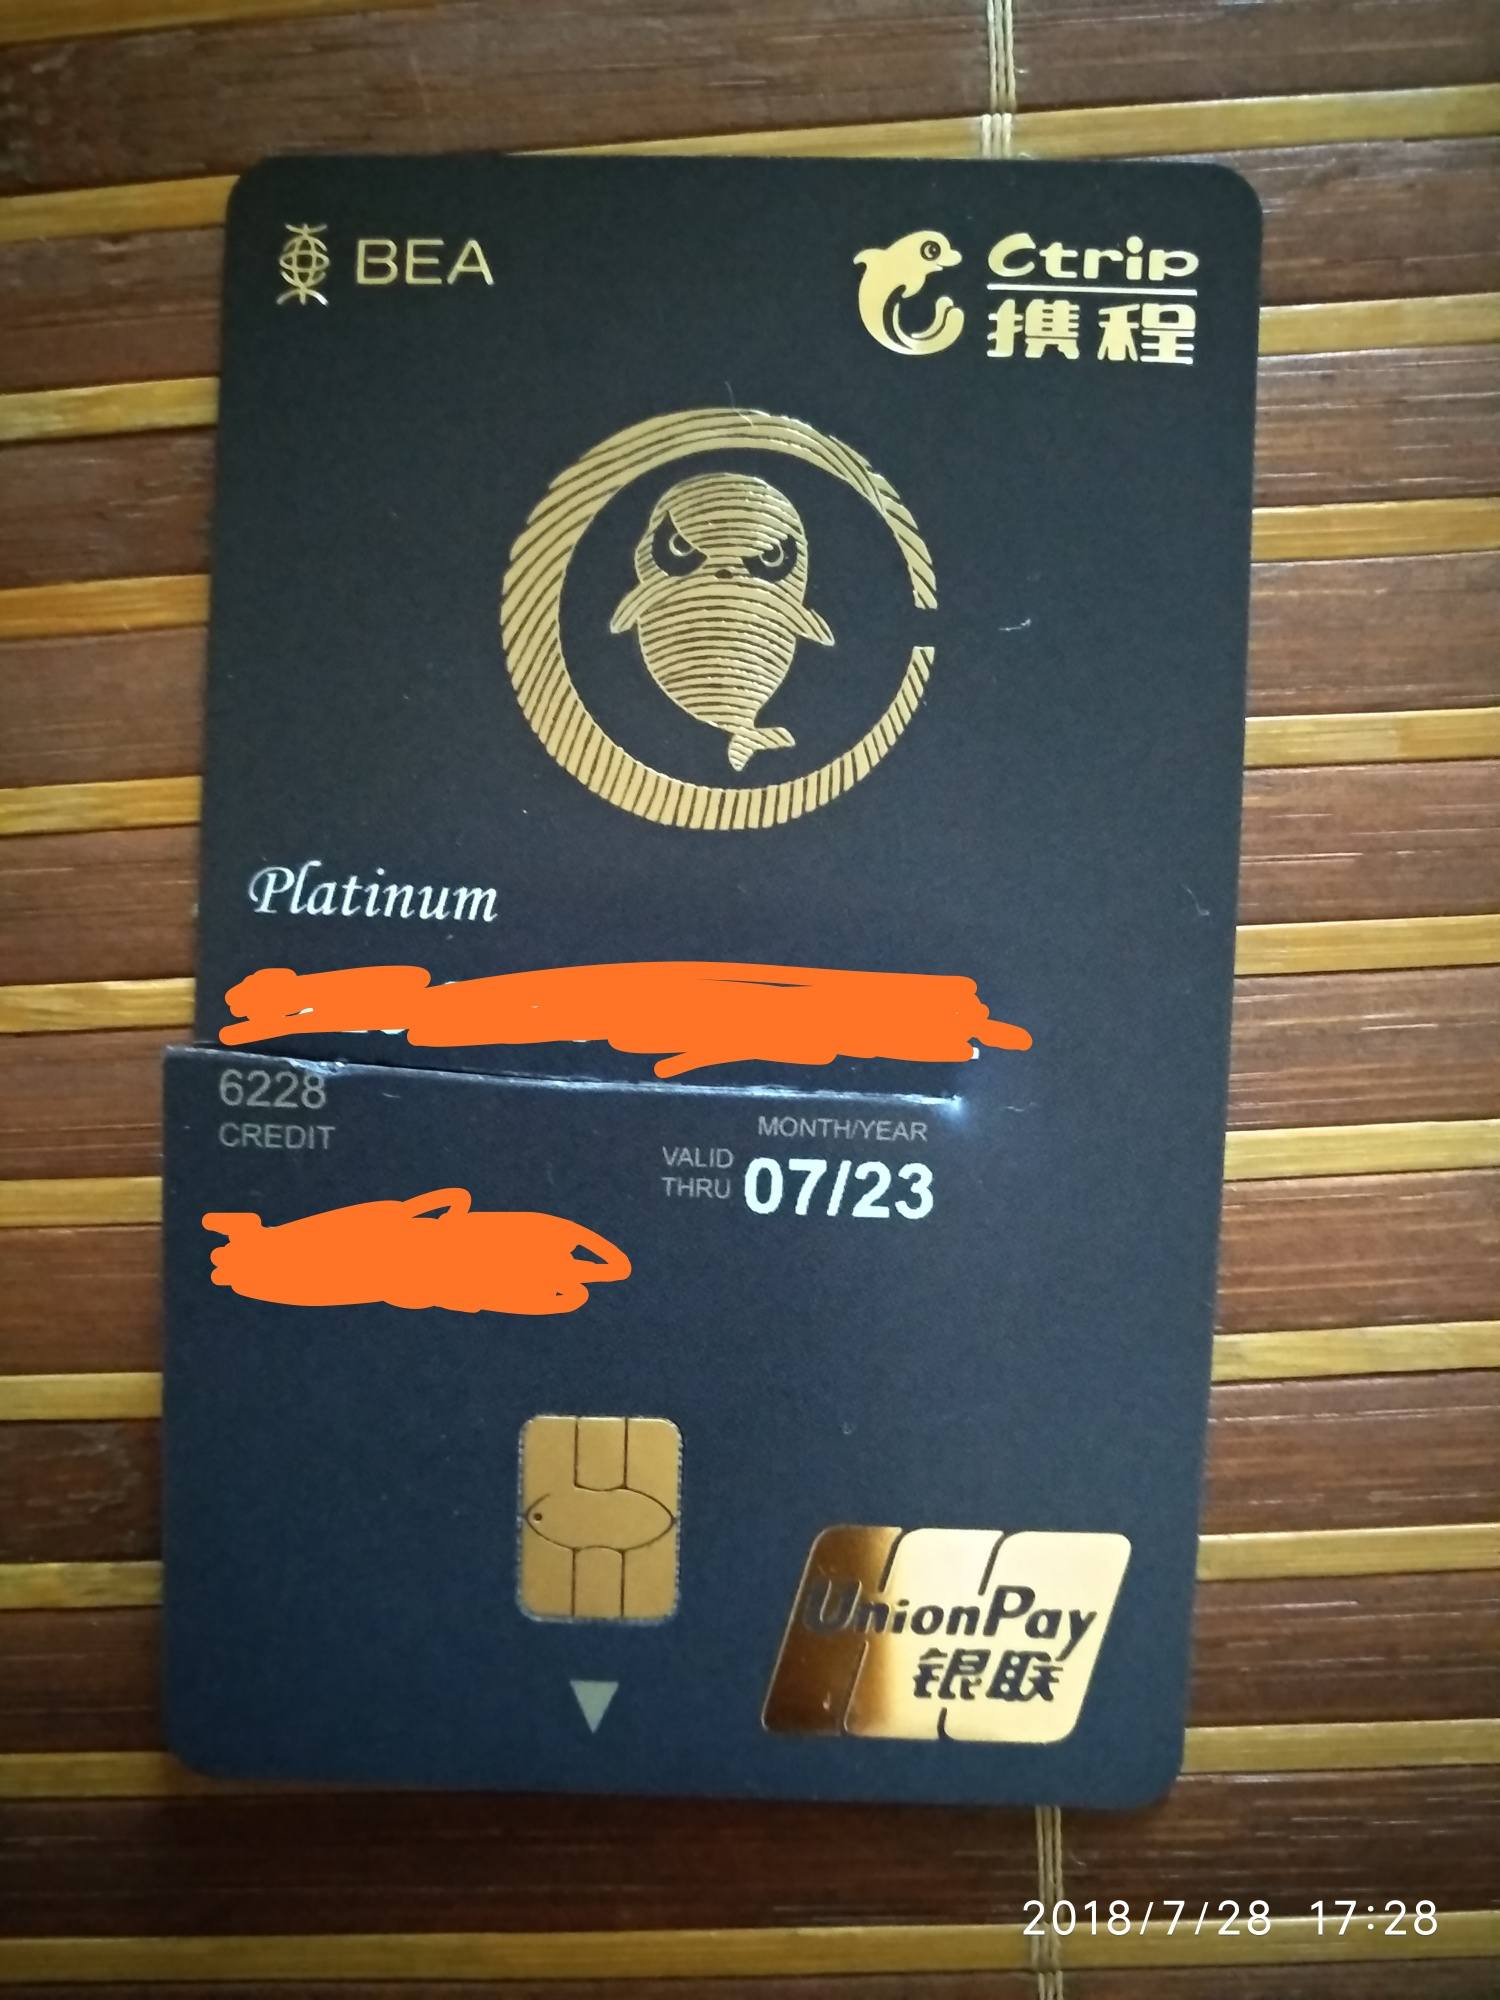 BEA
Ctrip
携程
Platinum
6228
CREDIT
MONTH/YEAR
VALID
THRU
07/23
UnionPay
银联
2018/7/28 17:28